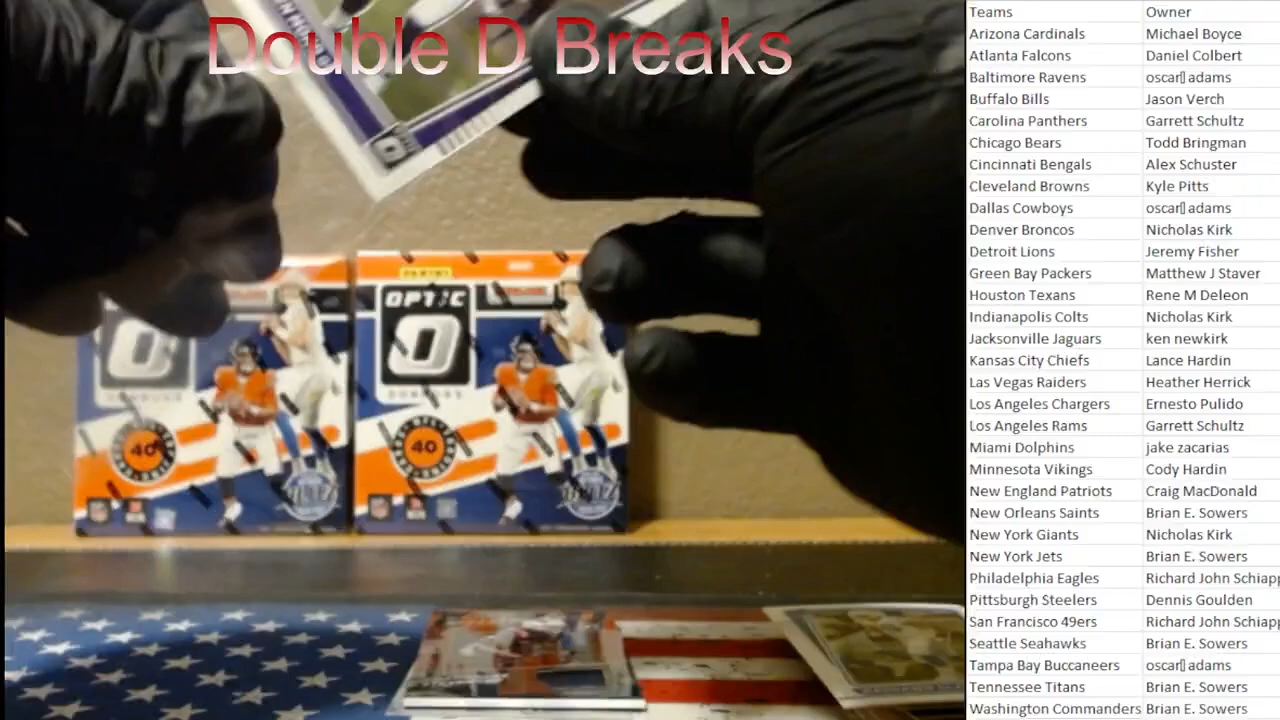 Double D Breaks
PANINI
OPTIC
40
40
Teams Owner
Arizona Cardinals Michael Boyce
Atlanta Falcons Daniel Colbert
Baltimore Ravens oscar▯ adams
Buffalo Bills Jason Verch
Carolina Panthers Garrett Schultz
Chicago Bears Todd Bringman
Cincinnati Bengals Alex Schuster
Cleveland Browns Kyle Pitts
Dallas Cowboys oscar▯ adams
Denver Broncos Nicholas Kirk
Detroit Lions Jeremy Fisher
Green Bay Packers Matthew J Staver
Houston Texans Rene M Deleon
Indianapolis Colts Nicholas Kirk
Jacksonville Jaguars ken newkirk
Kansas City Chiefs Lance Hardin
Las Vegas Raiders Heather Herrick
Los Angeles Chargers Ernesto Pulido
Los Angeles Rams Garrett Schultz
Miami Dolphins jake zacarias
Minnesota Vikings Cody Hardin
New England Patriots Craig MacDonald
New Orleans Saints Brian E. Sowers
New York Giants Nicholas Kirk
New York Jets Brian E. Sowers
Philadelphia Eagles Richard John Schiapp
Pittsburgh Steelers Dennis Goulden
San Francisco 49ers Richard John Schiapp
Seattle Seahawks Brian E. Sowers
Tampa Bay Buccaneers oscar▯ adams
Tennessee Titans Brian E. Sowers
Washington Commanders Brian E. Sowers